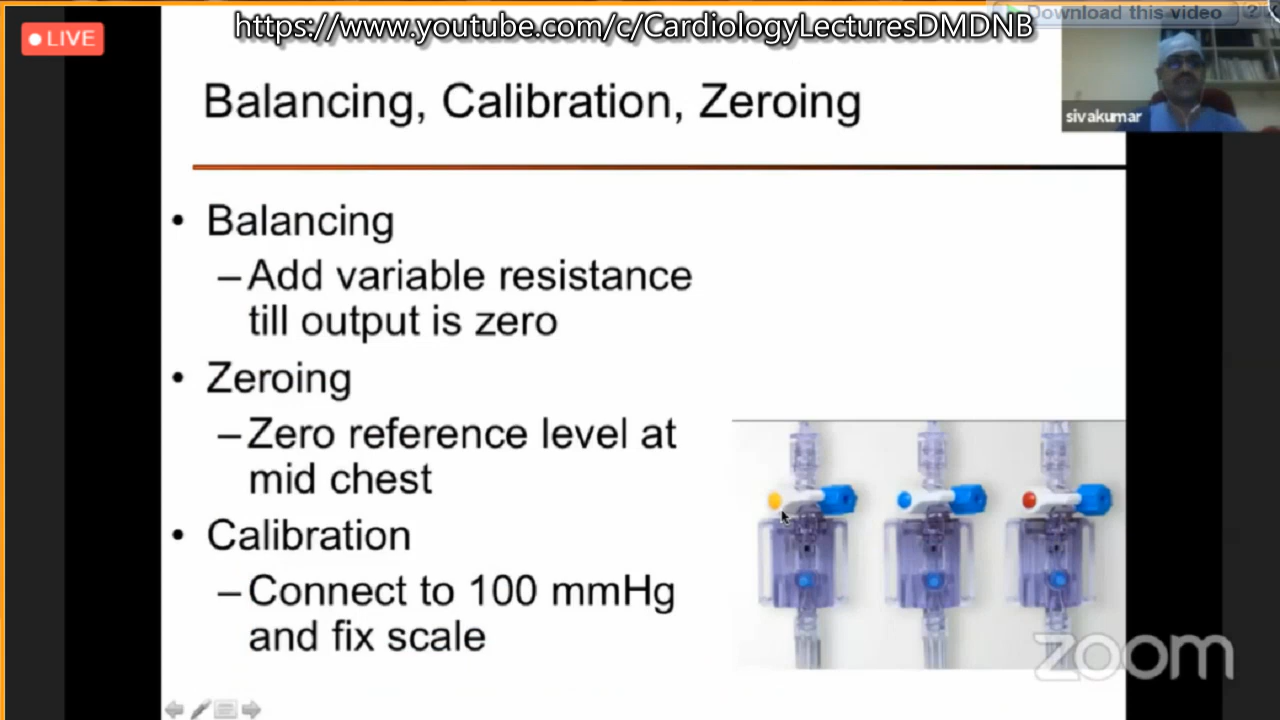 https://www.youtube.com/c/CardiologyLecturesDMDNB
Download this video
LIVE
Balancing, Calibration, Zeroing
sivakumar
• Balancing
–Add variable resistance
till output is zero
• Zeroing
–Zero reference level at
mid chest
• Calibration
–Connect to 100 mmHg
and fix scale
zoom